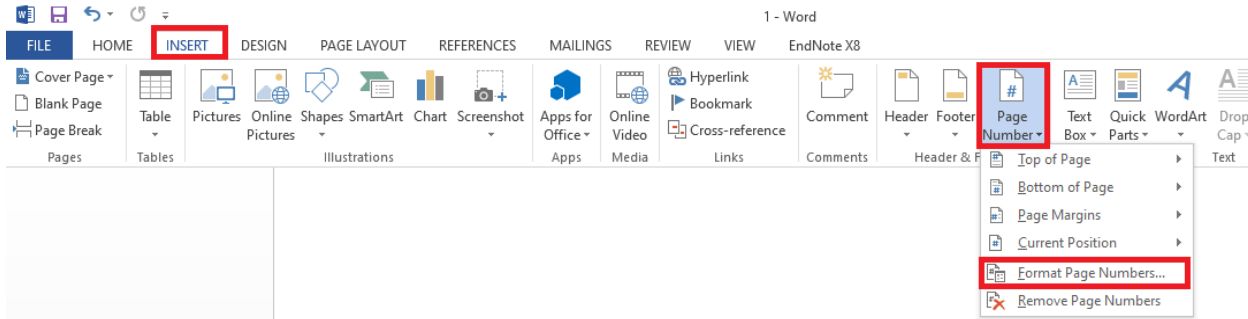 1 - Word
FILE HOME INSERT DESIGN PAGE LAYOUT REFERENCES MAILINGS REVIEW VIEW EndNote X8
Cover Page
Blank Page
Page Break
Pages
Table
Tables
Pictures Online Pictures Shapes SmartArt Chart Screenshot
Illustrations
Apps for Office
Apps
Online Video
Media
Hyperlink
Bookmark
Cross-reference
Links
Comment
Comments
Header Footer Page Number
Header & F
Text Box Quick Parts WordArt Drop Cap
Text
Top of Page
Bottom of Page
Page Margins
Current Position
Format Page Numbers...
Remove Page Numbers